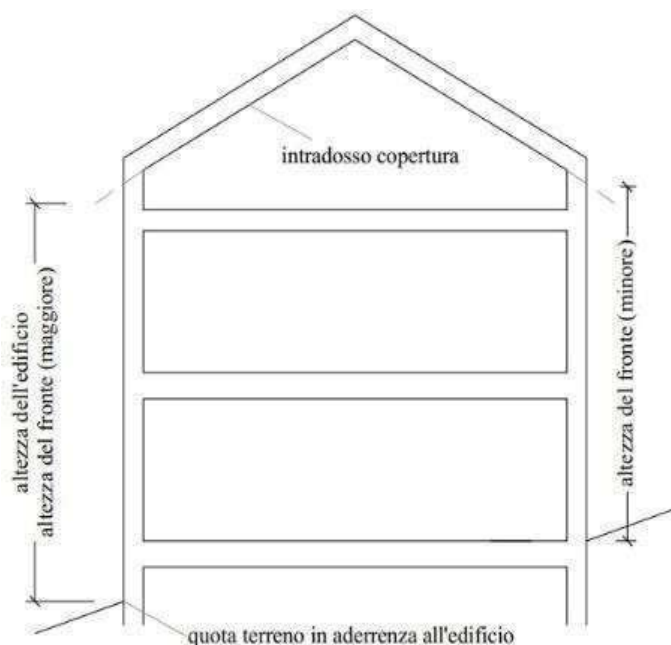 intradosso copertura
altezza dell'edificio
altezza del fronte (maggiore)
altezza del fronte (minore)
quota terreno in aderrenza all'edificio